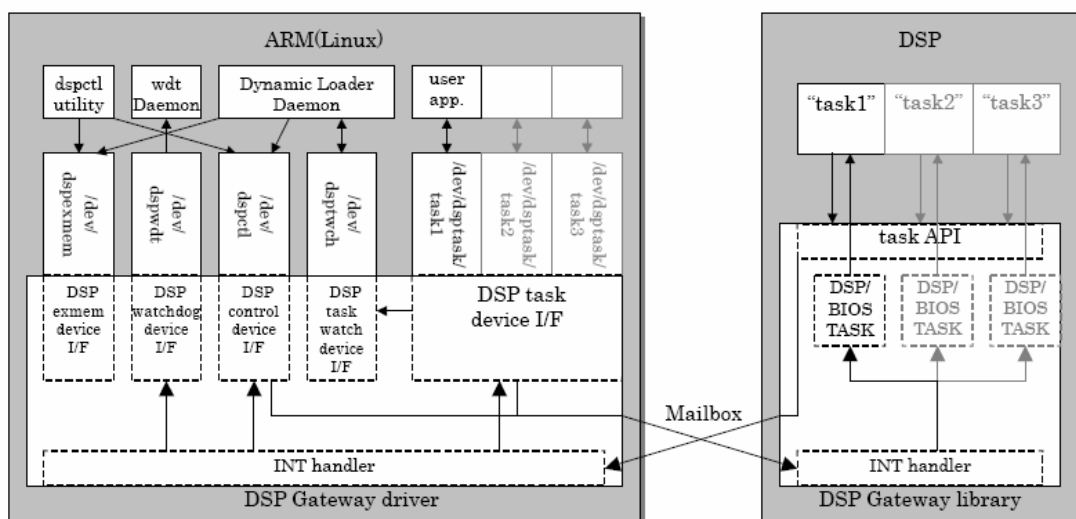 ARM(Linux)
dspctl
utility
wdt
Daemon
Dynamic Loader
Daemon
user
app.
/dev/
dspexmem
/dev/
dspwdt
/dev/
dspctl
/dev/
dsptwch
/dev/dsptask/
task1
/dev/dsptask/
task2
/dev/dsptask/
task3
DSP
exmem
device
I/F
DSP
watchdog
device
I/F
DSP
control
device
I/F
DSP
task
watch
device
I/F
DSP task
device I/F
INT handler
DSP Gateway driver
Mailbox
DSP
“task1”
“task2”
“task3”
task API
DSP/
BIOS
TASK
DSP/
BIOS
TASK
DSP/
BIOS
TASK
INT handler
DSP Gateway library